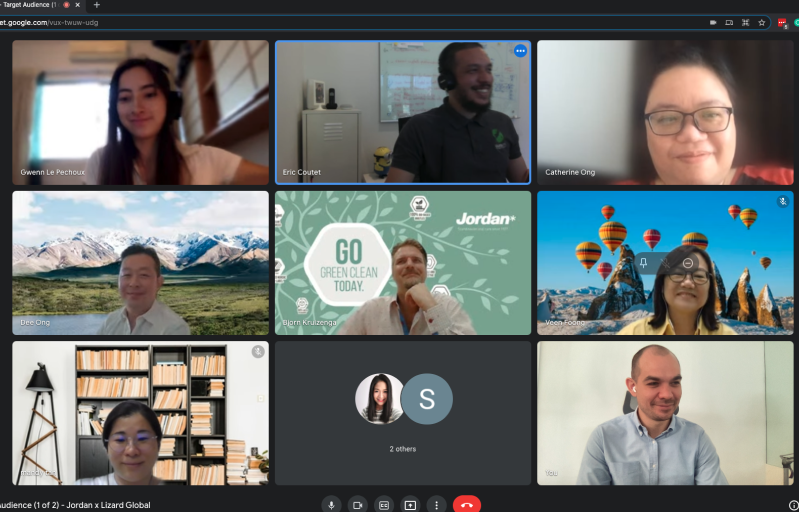 Target Audience (1
et.google.com/vux-twuw-udg
Gwenn Le Pechoux
Eric Coutet
Catherine Ong
Dee Ong
GO
GREEN CLEAN
TODAY.
Jordan*
Bjorn Kruizenga
Veen Foong
S
2 others
You
udience (1 of 2) - Jordan x Lizard Global